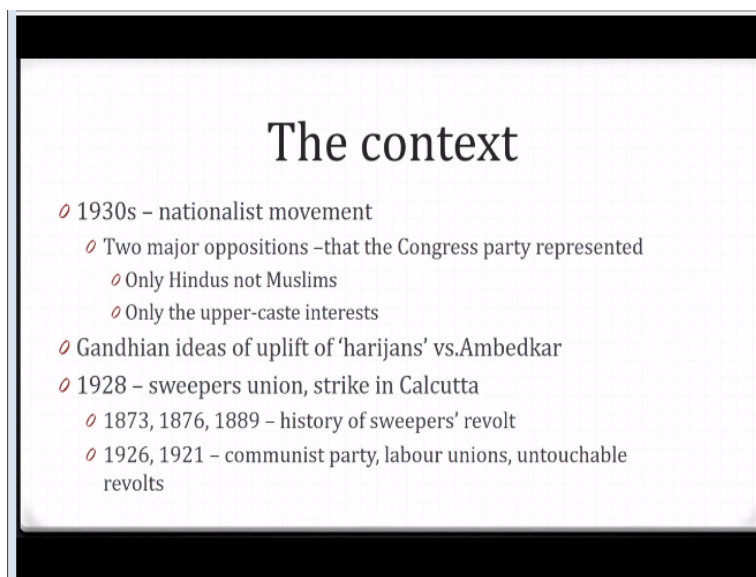 The context
1930s – nationalist movement
Two major oppositions –that the Congress party represented
Only Hindus not Muslims
Only the upper-caste interests
Gandhian ideas of uplift of ‘harijans’ vs.Ambedkar
1928 – sweepers union, strike in Calcutta
1873, 1876, 1889 – history of sweepers’ revolt
1926, 1921 – communist party, labour unions, untouchable
revolts